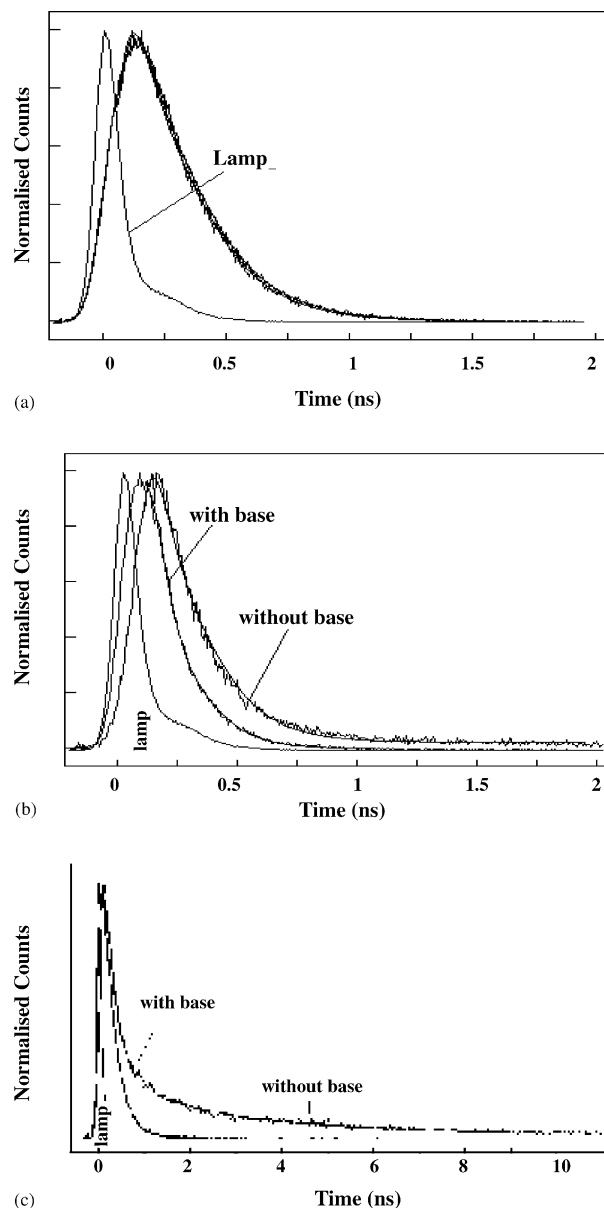 Normalised Counts
Lamp
0 0.5 1 1.5 2
Time (ns)
(a)
Normalised Counts
with base
without base
lamp
0 0.5 1 1.5 2
Time (ns)
(b)
Normalised Counts
with base
without base
lamp
0 2 4 6 8 10
Time (ns)
(c)